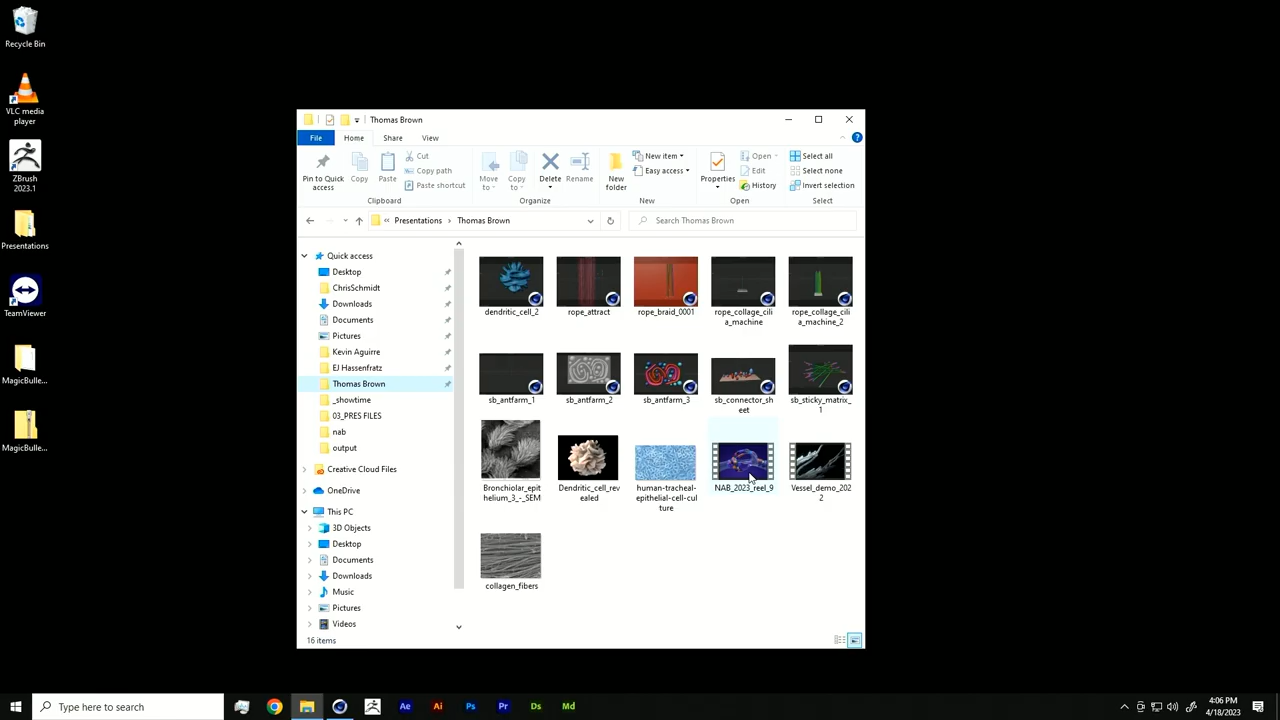 Recycle Bin
VLC media
player
ZBrush
2023.1
Presentations
TeamViewer
MagicBulle...
MagicBulle...
Thomas Brown
File
Home
Share
View
Pin to Quick
access
Copy
Paste
Cut
Copy path
Paste shortcut
Clipboard
Move
to
Copy
to
Delete
Rename
Organize
New
folder
New item
Easy access
New
Properties
Open
Edit
History
Open
Select all
Select none
Invert selection
Select
« Presentations > Thomas Brown
Search Thomas Brown
Quick access
Desktop
ChrisSchmidt
Downloads
Documents
Pictures
Kevin Aguirre
EJ Hassenfratz
Thomas Brown
_showtime
03_PRES FILES
nab
output
Creative Cloud Files
OneDrive
This PC
3D Objects
Desktop
Documents
Downloads
Music
Pictures
Videos
dendritic_cell_2
rope_attract
rope_braid_0001
rope_collage_cili
a_machine
rope_collage_cili
a_machine_2
sb_antfarm_1
sb_antfarm_2
sb_antfarm_3
sb_connector_sh
eet
sb_sticky_matrix_
1
Bronchiolar_epit
helium_3_-_SEM
Dendritic_cell_rev
ealed
human-tracheal-
epithelial-cell-cul
ture
NAB_2023_reel_9
Vessel_demo_202
2
collagen_fibers
16 items
Type here to search
Ae
Ai
Ps
Pr
Ds
Md
4:06 PM
4/18/2023